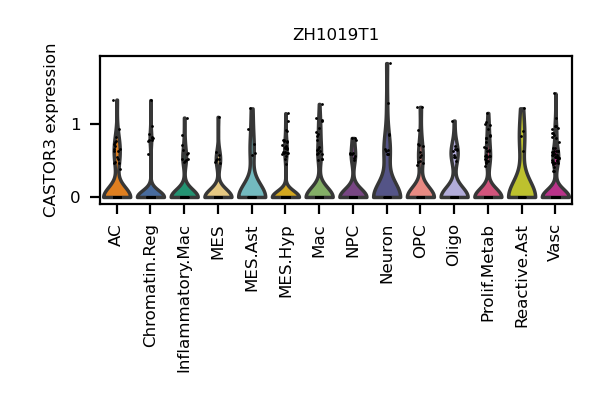 ZH1019T1
CASTOR3 expression
1
0
AC
Chromatin.Reg
Inflammatory.Mac
MES
MES.Ast
MES.Hyp
Mac
NPC
Neuron
OPC
Oligo
Prolif.Metab
Reactive.Ast
Vasc